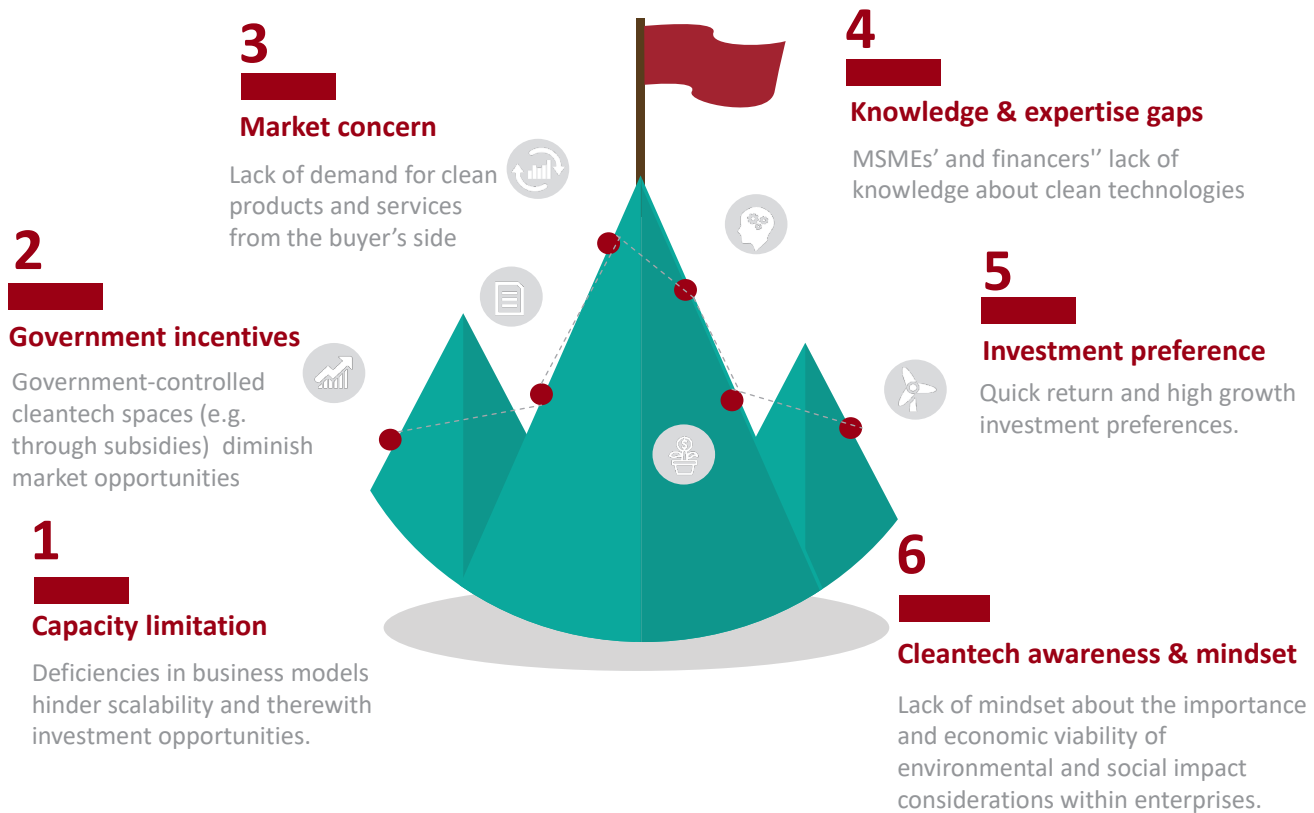 3
Market concern
Lack of demand for clean
products and services
from the buyer's side
4
Knowledge & expertise gaps
MSMEs' and financers'' lack of
knowledge about clean technologies
2
Government incentives
Government-controlled
cleantech spaces (e.g.
through subsidies)  diminish
market opportunities
5
Investment preference
Quick return and high growth
investment preferences.
1
Capacity limitation
Deficiencies in business models
hinder scalability and therewith
investment opportunities.
6
Cleantech awareness & mindset
Lack of mindset about the importance
and economic viability of
environmental and social impact
considerations within enterprises.